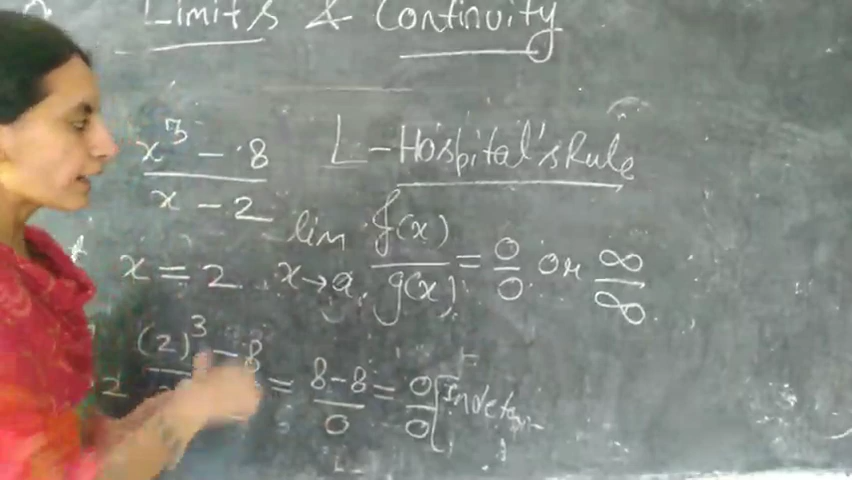 Limits & Continuity
x³ - 8
x - 2
L-Hospital's Rule
x = 2
lim x→a f(x)/g(x) = 0/0 or ∞/∞
2 (2)³ - 8 = 8-8/0 = 0/0